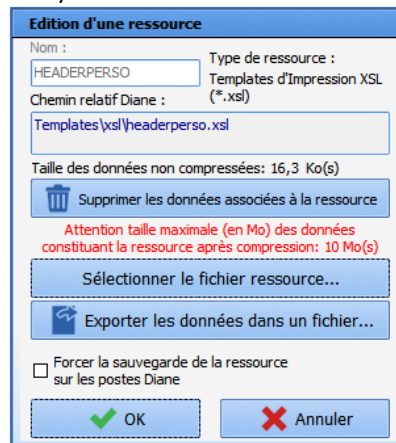 Edition d'une ressource
Nom :
HEADERPERSO
Type de ressource :
Templates d'Impression XSL
(*.xsl)
Chemin relatif Diane :
Templates\xsl\headerperso.xsl
Taille des données non compressées: 16,3 Ko(s)
Supprimer les données associées à la ressource
Attention taille maximale (en Mo) des données
constituant la ressource après compression: 10 Mo(s)
Sélectionner le fichier ressource...
Exporter les données dans un fichier...
Forcer la sauvegarde de la ressource
sur les postes Diane
OK
Annuler